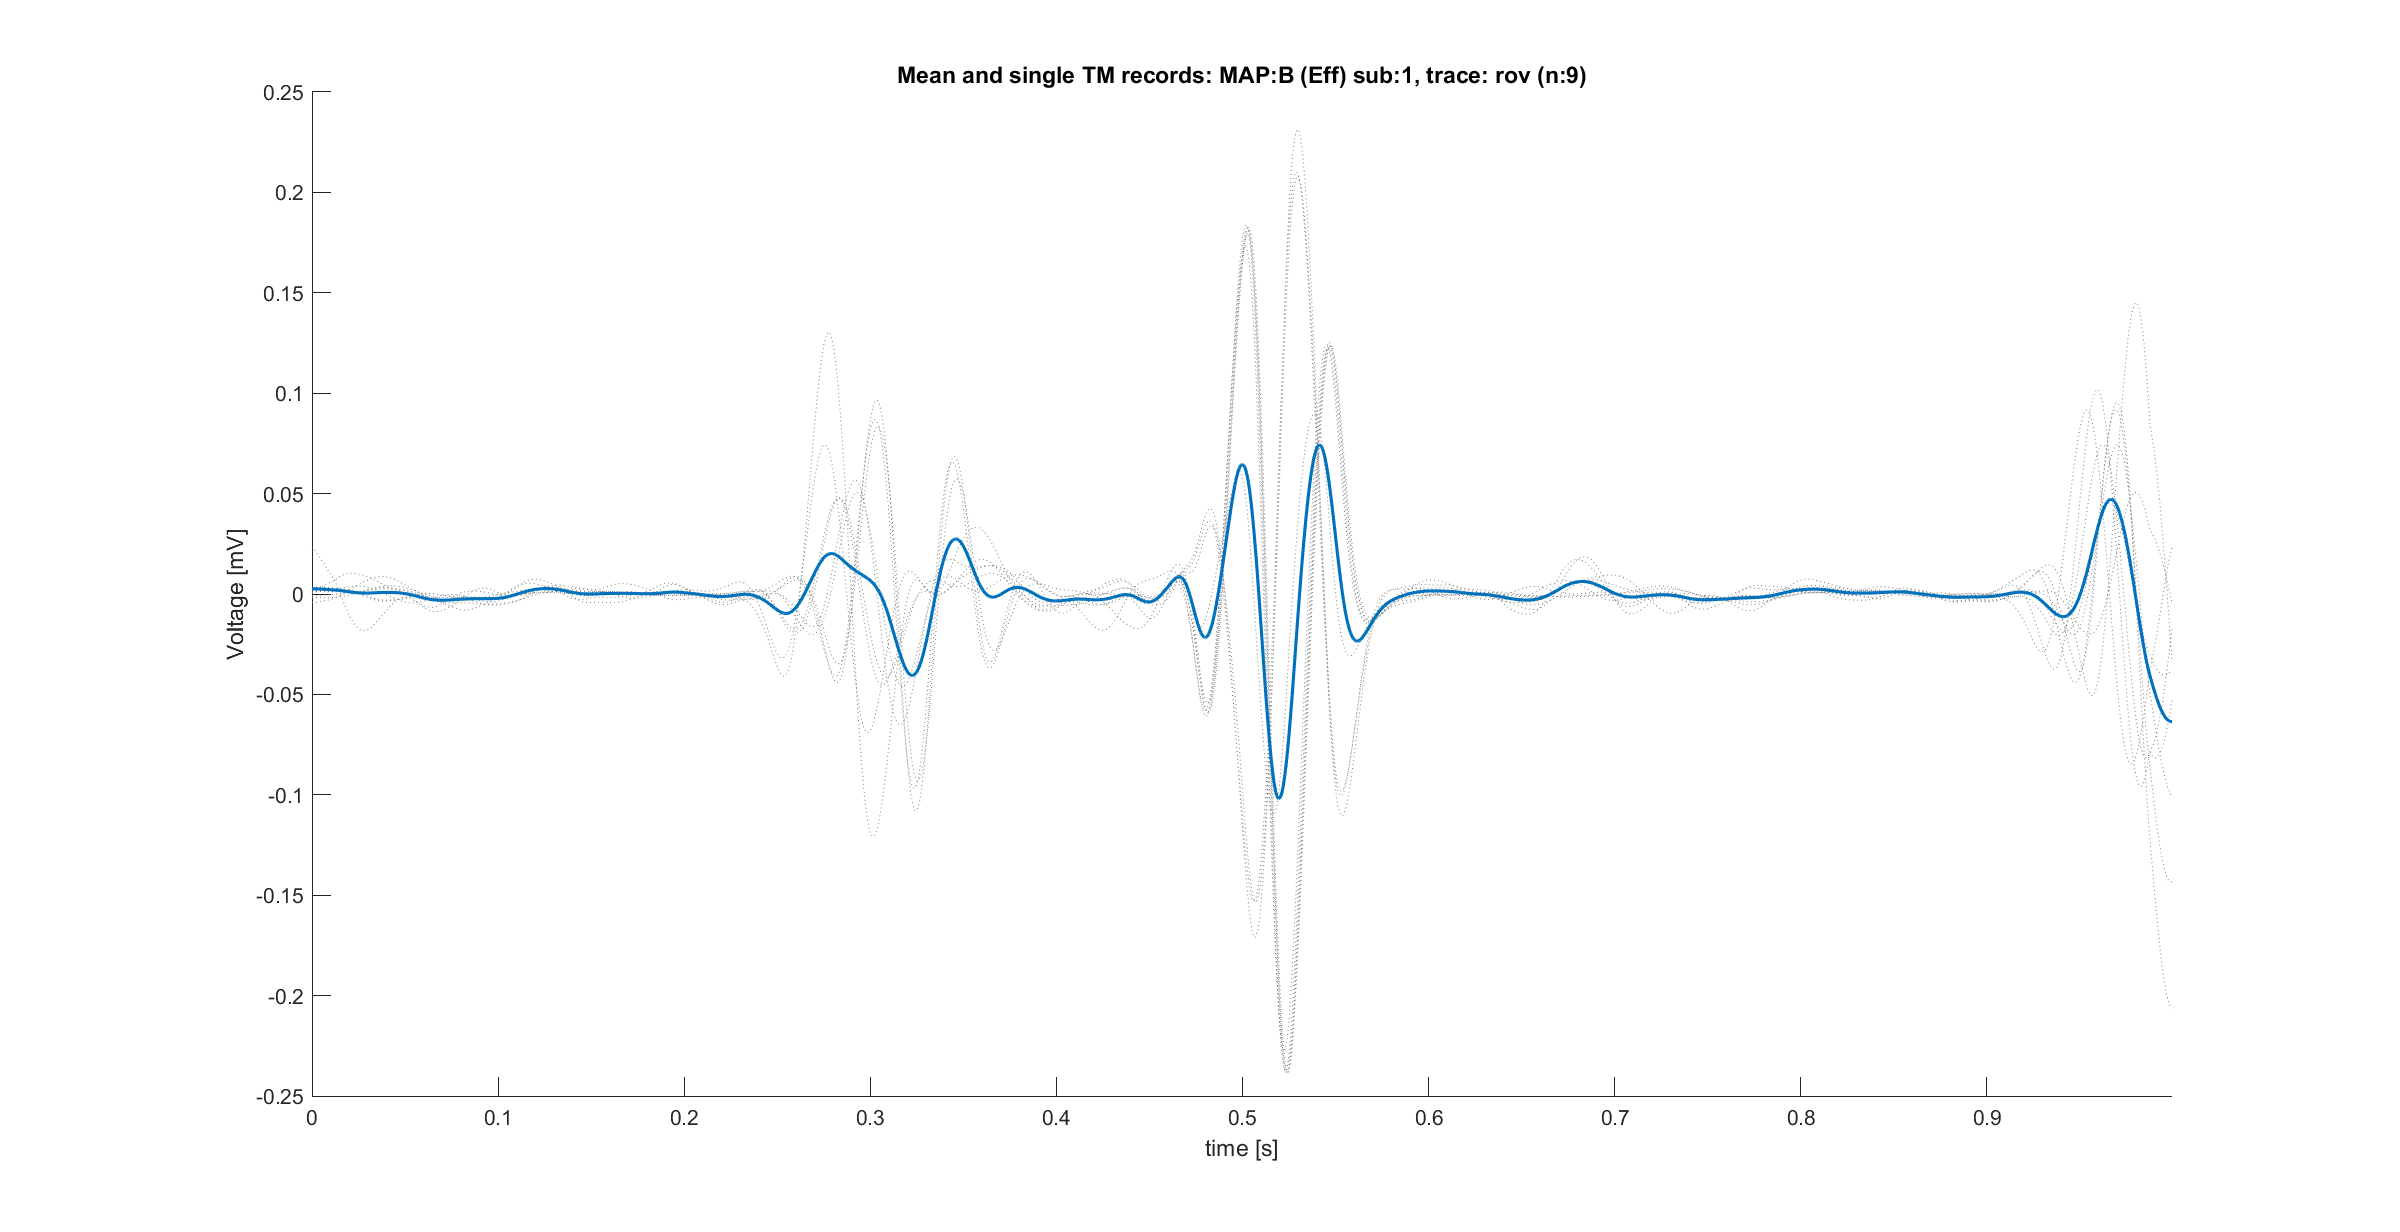 Mean and single TM records: MAP:B (Eff) sub:1, trace: rov (n:9)
0.25
0.2
0.15
0.1
0.05
0
-0.05
-0.1
-0.15
-0.2
-0.25
Voltage [mV]
0 0.1 0.2 0.3 0.4 0.5 0.6 0.7 0.8 0.9
time [s]